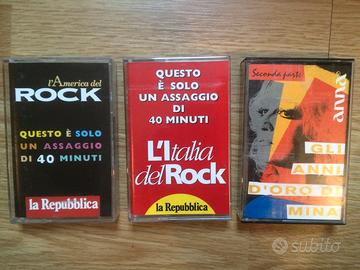 l'America del
ROCK
QUESTO È SOLO
UN ASSAGGIO
DI 40 MINUTI
la Repubblica
QUESTO
È SOLO
UN ASSAGGIO
DI
40 MINUTI
L'Italia
del Rock
la Repubblica
Seconda parte
anna
GLI
ANNI
D'ORO DI
MINA
subito